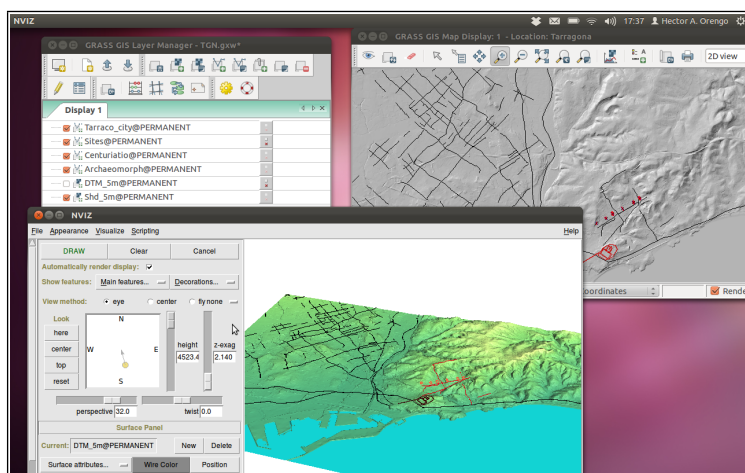 NVIZ
17:37 Hector A. Orengo
GRASS GIS Layer Manager - TGN.gxw*
GRASS GIS Map Display: 1 - Location: Tarragona
2D view
Display 1
Tarraco_city@PERMANENT
Sites@PERMANENT
Centuriatio@PERMANENT
Archaeomorph@PERMANENT
DTM_5m@PERMANENT
Shd_5m@PERMANENT
NVIZ
File Appearance Visualize Scripting Help
DRAW Clear Cancel
Automatically render display:
Show features: Main features... Decorations...
View method: eye center fly none
Look
here
center
top
reset
N
W E
S
height z-exag
4523.4 2.140
perspective 32.0 twist 0.0
Surface Panel
Current: DTM_5m@PERMANENT New Delete
Surface attributes... Wire Color Position
oordinates Rende